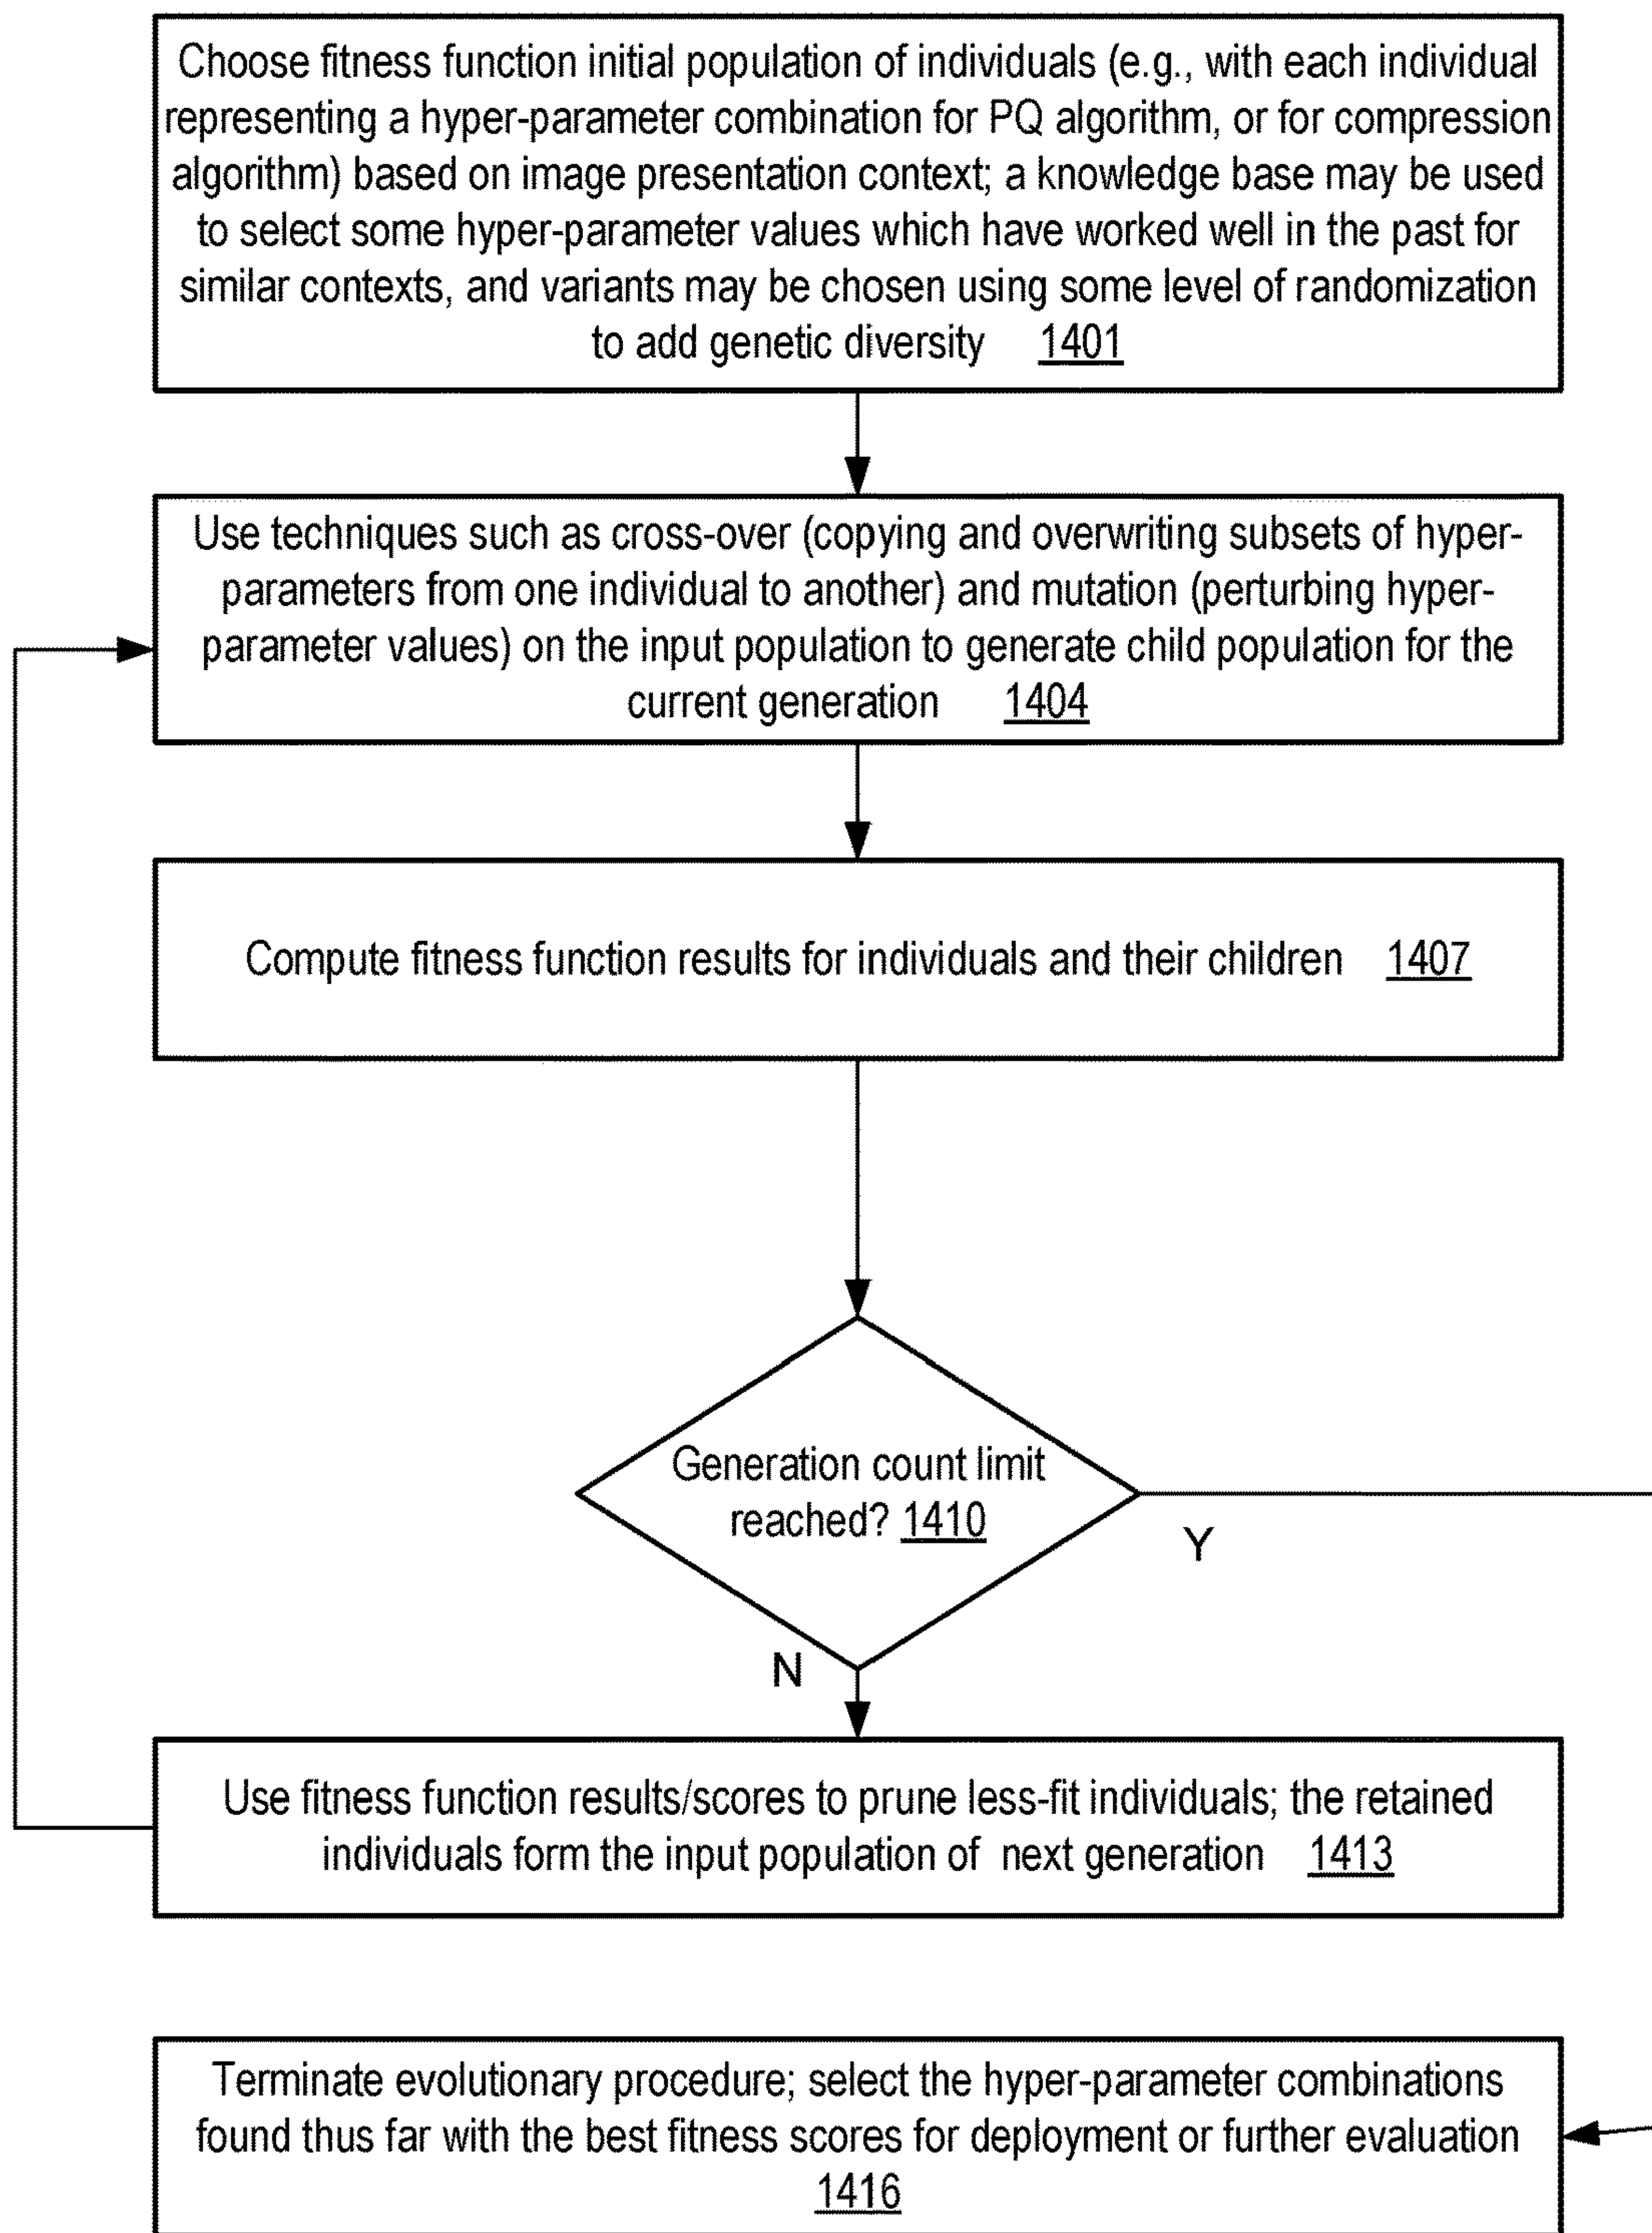 Choose fitness function initial population of individuals (e.g., with each individual
representing a hyper-parameter combination for PQ algorithm, or for compression
algorithm) based on image presentation context; a knowledge base may be used
to select some hyper-parameter values which have worked well in the past for
similar contexts, and variants may be chosen using some level of randomization
to add genetic diversity 1401
Use techniques such as cross-over (copying and overwriting subsets of hyper-
parameters from one individual to another) and mutation (perturbing hyper-
parameter values) on the input population to generate child population for the
current generation 1404
Compute fitness function results for individuals and their children 1407
Generation count limit
reached? 1410
Y
N
Use fitness function results/scores to prune less-fit individuals; the retained
individuals form the input population of next generation 1413
Terminate evolutionary procedure; select the hyper-parameter combinations
found thus far with the best fitness scores for deployment or further evaluation
1416